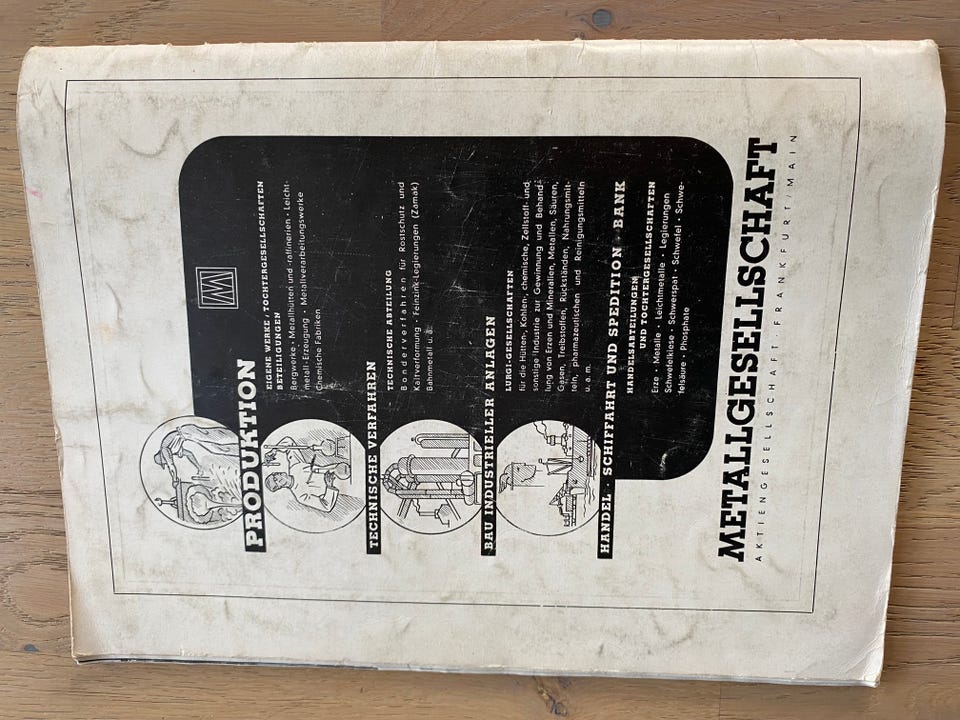 PRODUKTION
EIGENE WERKE / TOCHTERGESELLSCHAFTEN
BETEILIGUNGEN
Bergwerke · Metallhütten und -raffinerien · Leicht-
metall-Erzeugung · Metallverarbeitungswerke
Chemische Fabriken
TECHNISCHE VERFAHREN
TECHNISCHE ABTEILUNG
Bonderverfahren für Rostschutz und
Kaltverformung · Feinzink-Legierungen (Zamak)
Bahnmetall u. a.
BAU INDUSTRIELLER ANLAGEN
LURGI-GESELLSCHAFTEN
für die Hütten-, Kohlen-, chemische, Zellstoff- und
sonstige Industrie zur Gewinnung und Behand-
lung von Erzen und Mineralien, Metallen, Säuren,
Gasen, Treibstoffen, Rückständen, Nahrungsmit-
teln, pharmazeutischen und Reinigungsmitteln
u. a. m.
HANDEL · SCHIFFAHRT UND SPEDITION · BANK
HANDELSABTEILUNGEN
UND TOCHTERGESELLSCHAFTEN
Erze · Metalle · Leichtmetalle · Legierungen
Schwefelkiese · Schwerspat · Schwefel · Schwe-
felsäure · Phosphate
METALLGESELLSCHAFT
AKTIENGESELLSCHAFT FRANKFURT/MAIN